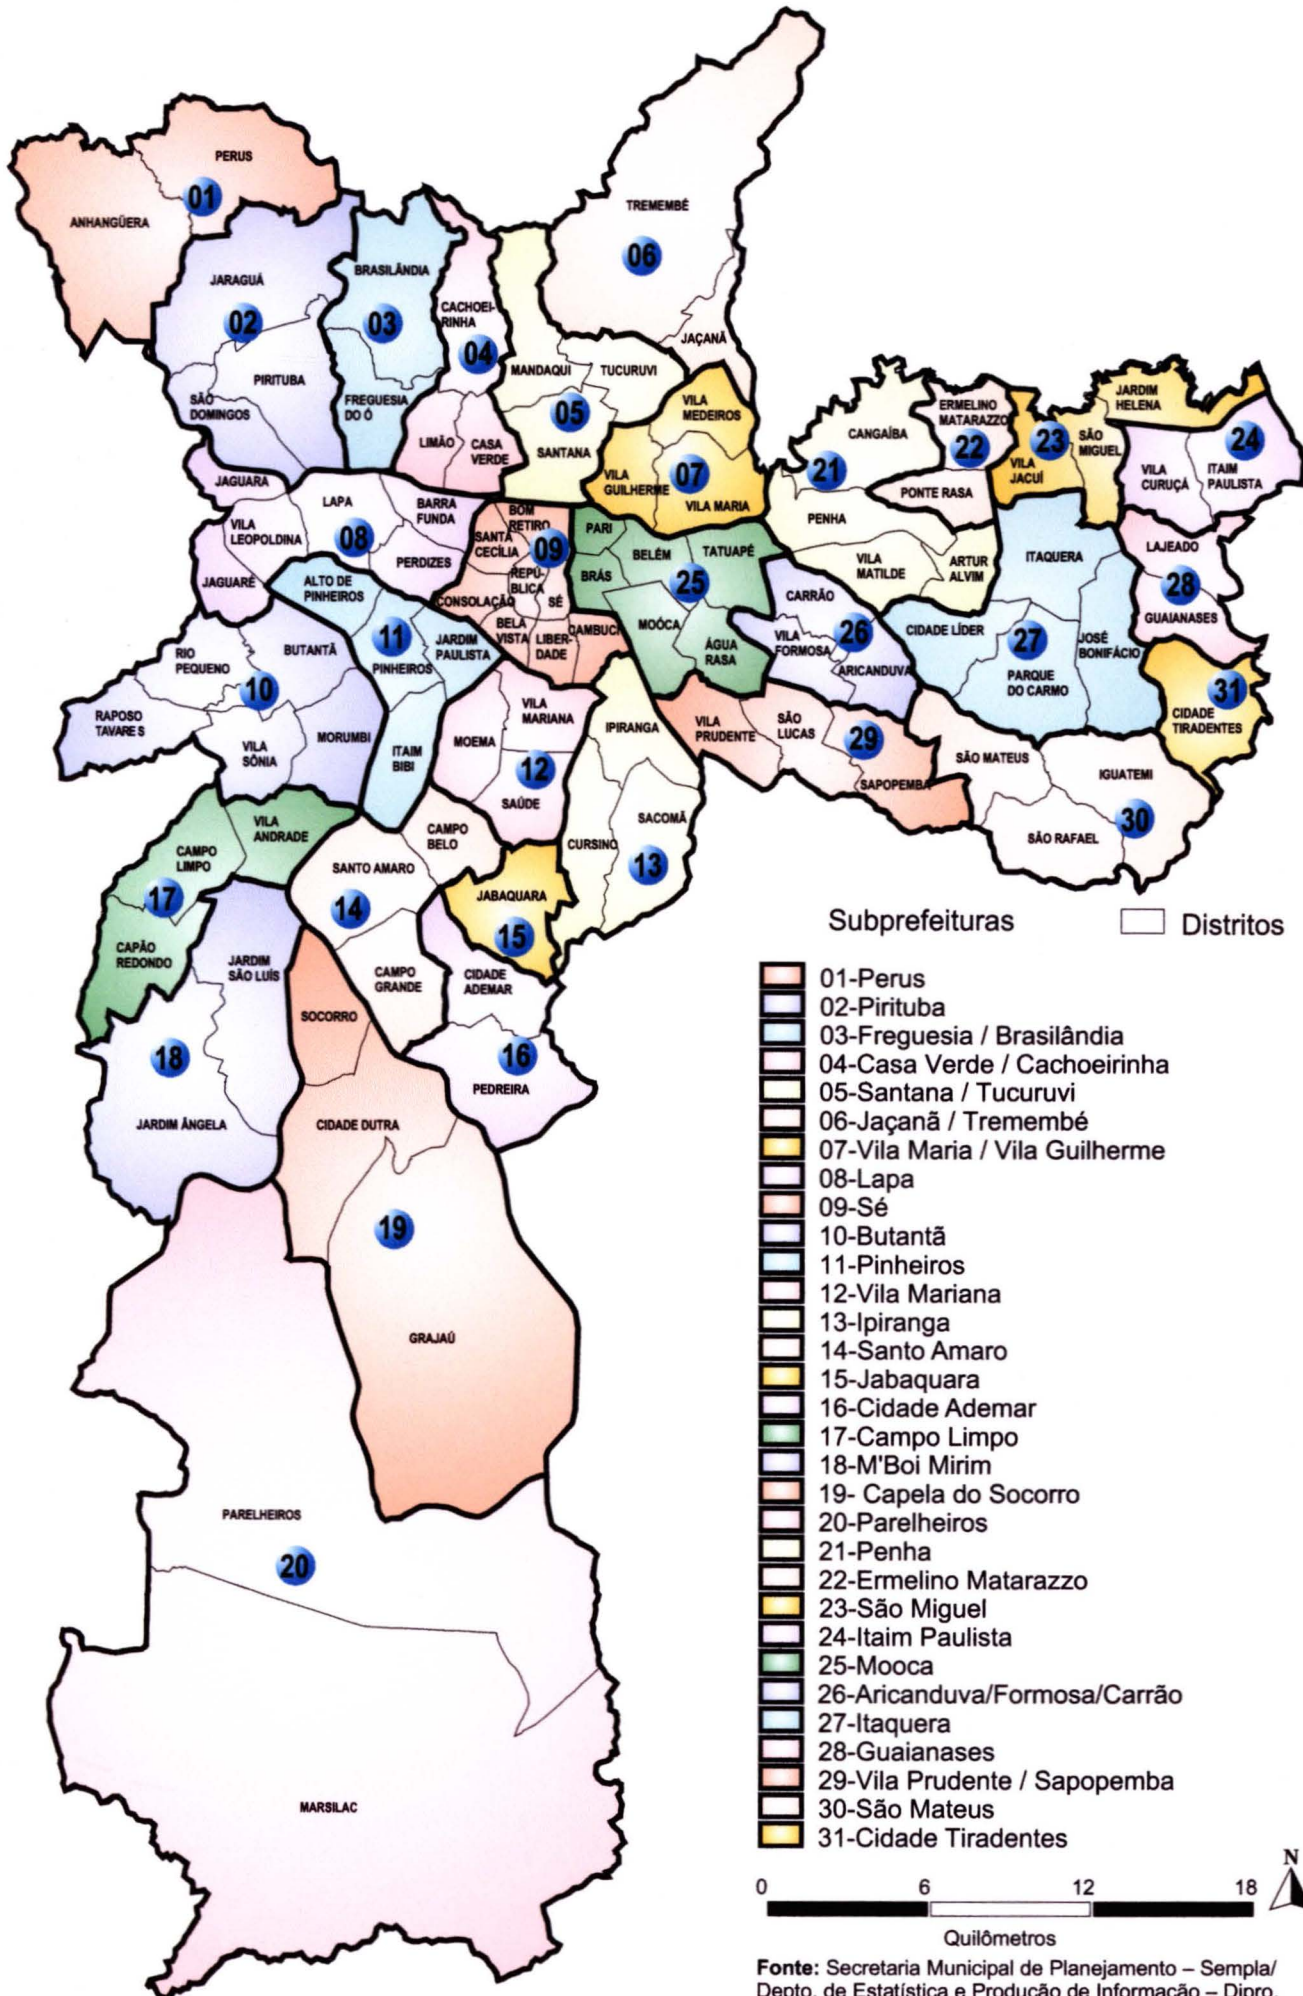 PERUS
01
ANHANGÜERA
TREMEMBÉ
06
JARAGUÁ
02
BRASILÂNDIA
03
CACHOEI-
RINHA
04
JAÇANÃ
PIRITUBA
SÃO
DOMINGOS
FREGUESIA
DO Ó
MANDAQUI
TUCURUVI
05
SANTANA
LIMÃO
CASA
VERDE
VILA
MEDEIROS
07
VILA
GUILHERME
VILA MARIA
CANGAÍBA
21
ERMELINO
MATARAZZO
22
PONTE RASA
23
VILA
JACUÍ
SÃO
MIGUEL
JARDIM
HELENA
24
VILA
CURUÇÁ
ITAIM
PAULISTA
JAGUARA
LAPA
08
VILA
LEOPOLDINA
BARRA
FUNDA
PERDIZES
JAGUARÉ
BOM
RETIRO
SANTA
CECÍLIA
09
REPÚ-
BLICA
CONSOLAÇÃO
SÉ
BELA
VISTA
LIBER-
DADE
CAMBUCI
PARI
BELÉM
TATUAPÉ
BRÁS
25
MOÓCA
ÁGUA
RASA
PENHA
VILA
MATILDE
ARTUR
ALVIM
ITAQUERA
LAJEADO
28
GUAIANASES
CARRÃO
26
VILA
FORMOSA
ARICANDUVA
CIDADE LÍDER
27
JOSÉ
BONIFÁCIO
PARQUE
DO CARMO
31
CIDADE
TIRADENTES
ALTO DE
PINHEIROS
11
PINHEIROS
JARDIM
PAULISTA
RIO
PEQUENO
BUTANTÃ
10
RAPOSO
TAVARES
VILA
SÔNIA
MORUMBI
ITAIM
BIBI
VILA
MARIANA
MOEMA
12
SAÚDE
IPIRANGA
SACOMÃ
CURSINO
13
VILA
PRUDENTE
SÃO
LUCAS
29
SAPOPEMBA
SÃO MATEUS
IGUATEMI
30
SÃO RAFAEL
VILA
ANDRADE
CAMPO
LIMPO
17
CAPÃO
REDONDO
CAMPO
BELO
SANTO AMARO
14
JABAQUARA
15
CAMPO
GRANDE
JARDIM
SÃO LUÍS
18
JARDIM ÂNGELA
SOCORRO
CIDADE
ADEMAR
16
PEDREIRA
CIDADE DUTRA
19
GRAJAÚ
PARELHEIROS
20
MARSILAC
Subprefeituras
Distritos
01-Perus
02-Pirituba
03-Freguesia / Brasilândia
04-Casa Verde / Cachoeirinha
05-Santana / Tucuruvi
06-Jaçanã / Tremembé
07-Vila Maria / Vila Guilherme
08-Lapa
09-Sé
10-Butantã
11-Pinheiros
12-Vila Mariana
13-Ipiranga
14-Santo Amaro
15-Jabaquara
16-Cidade Ademar
17-Campo Limpo
18-M'Boi Mirim
19- Capela do Socorro
20-Parelheiros
21-Penha
22-Ermelino Matarazzo
23-São Miguel
24-Itaim Paulista
25-Mooca
26-Aricanduva/Formosa/Carrão
27-Itaquera
28-Guaianases
29-Vila Prudente / Sapopemba
30-São Mateus
31-Cidade Tiradentes
N
0 6 12 18
Quilômetros
Fonte: Secretaria Municipal de Planejamento – Sempla/
Depto. de Estatística e Produção de Informação – Dipro.